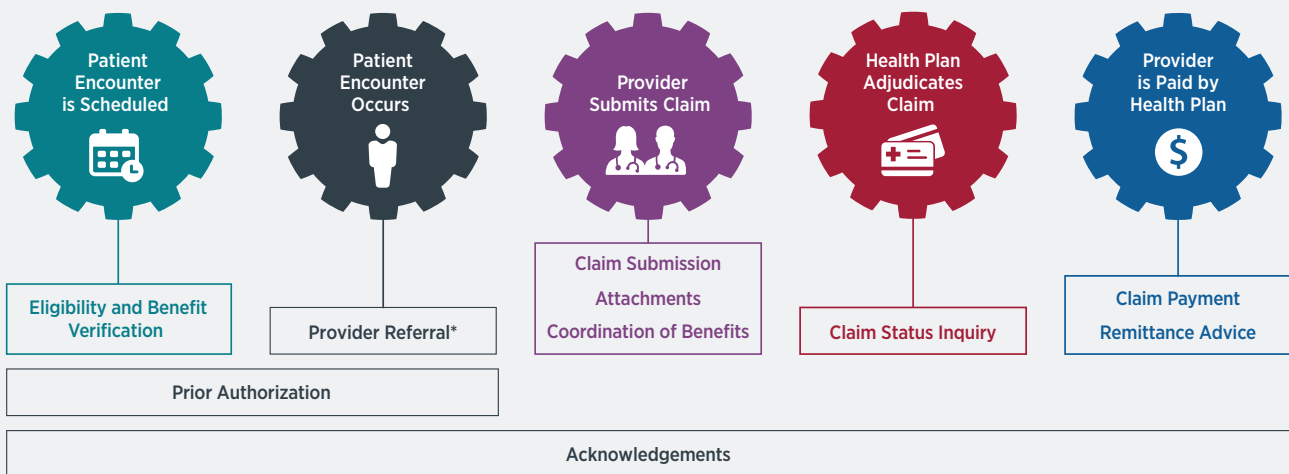 Patient
Encounter
is Scheduled
Patient
Encounter
Occurs
Provider
Submits Claim
Health Plan
Adjudicates
Claim
Provider
is Paid by
Health Plan
$
Eligibility and Benefit
Verification
Provider Referral*
Claim Submission
Attachments
Coordination of Benefits
Claim Status Inquiry
Claim Payment
Remittance Advice
Prior Authorization
Acknowledgements